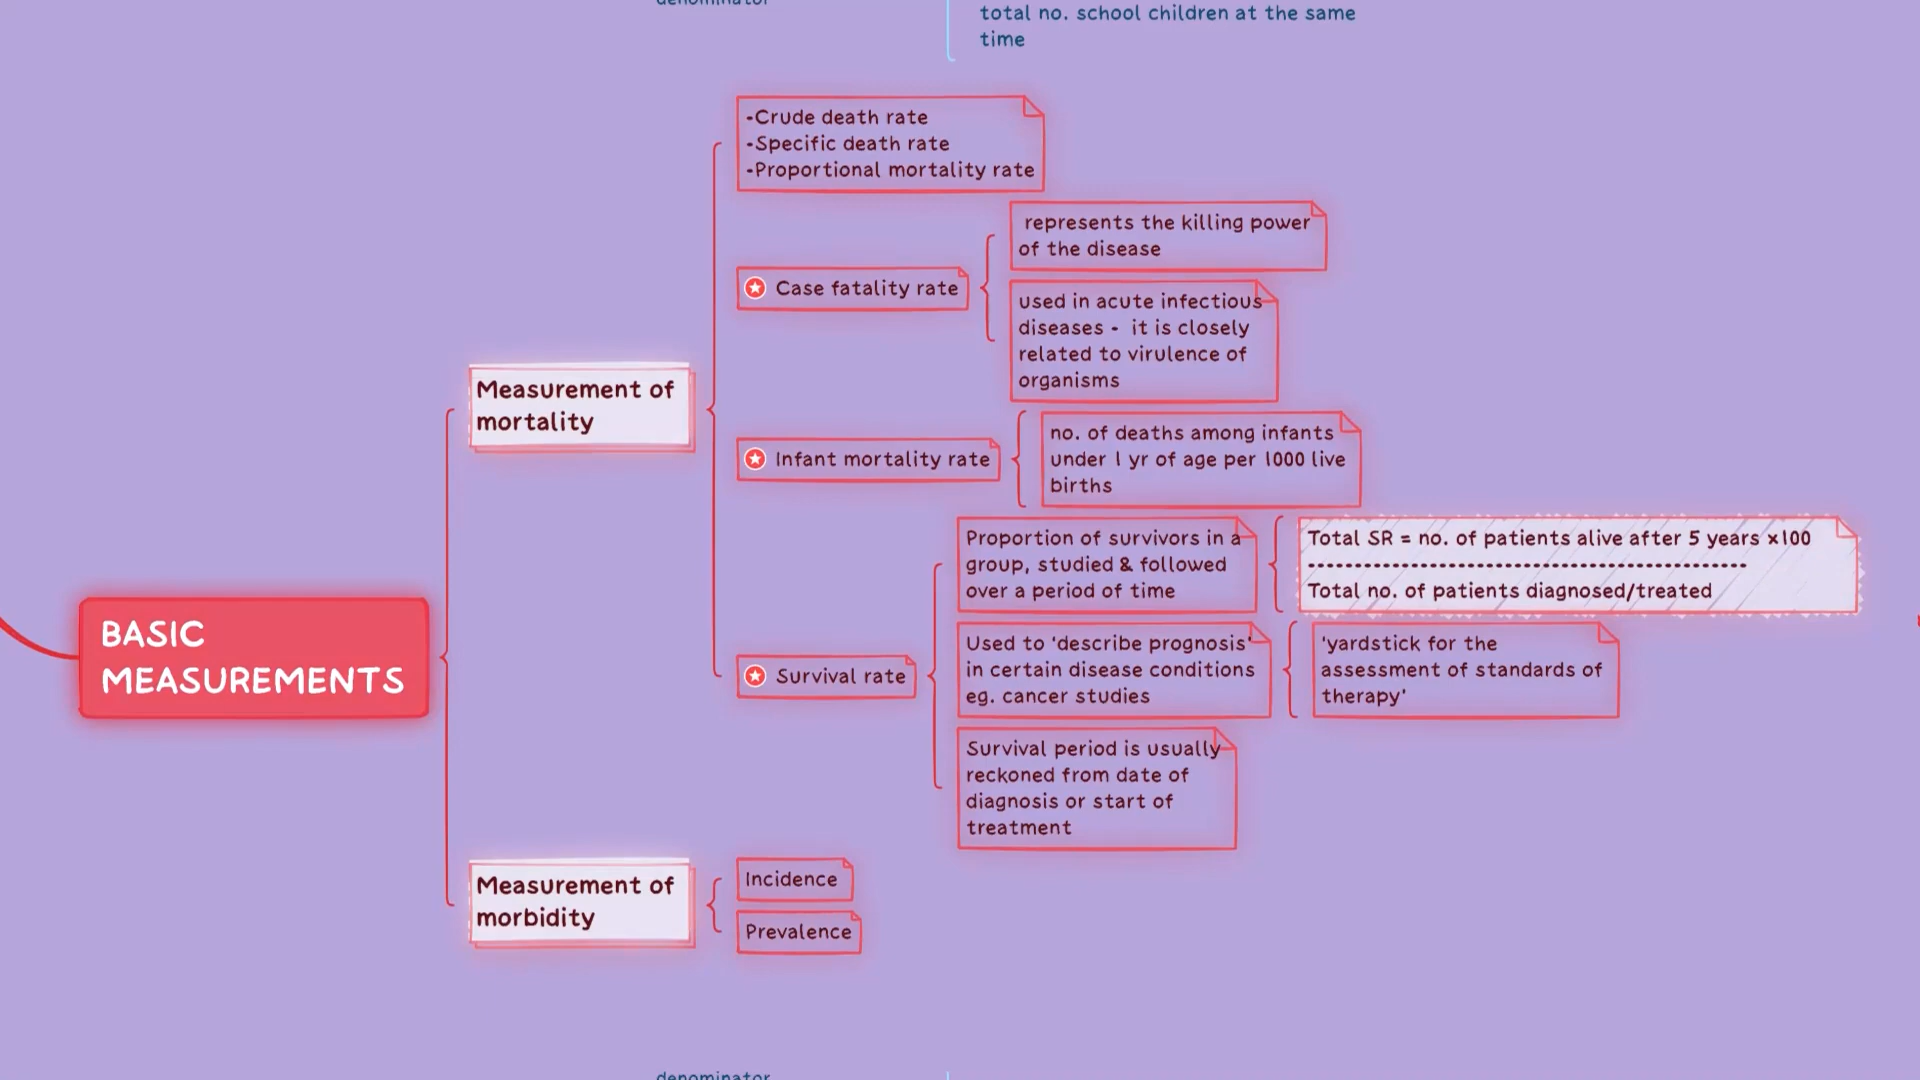 denominator
total no. school children at the same
time
-Crude death rate
-Specific death rate
-Proportional mortality rate
represents the killing power
of the disease
Case fatality rate
used in acute infectious
diseases - it is closely
related to virulence of
organisms
Measurement of
mortality
Infant mortality rate
no. of deaths among infants
under 1 yr of age per 1000 live
births
Proportion of survivors in a
group, studied & followed
over a period of time
Total SR = no. of patients alive after 5 years ×100
---------------------------------------------
Total no. of patients diagnosed/treated
BASIC
MEASUREMENTS
Survival rate
Used to 'describe prognosis'
in certain disease conditions
eg. cancer studies
'yardstick for the
assessment of standards of
therapy'
Survival period is usually
reckoned from date of
diagnosis or start of
treatment
Measurement of
morbidity
Incidence
Prevalence
denominator